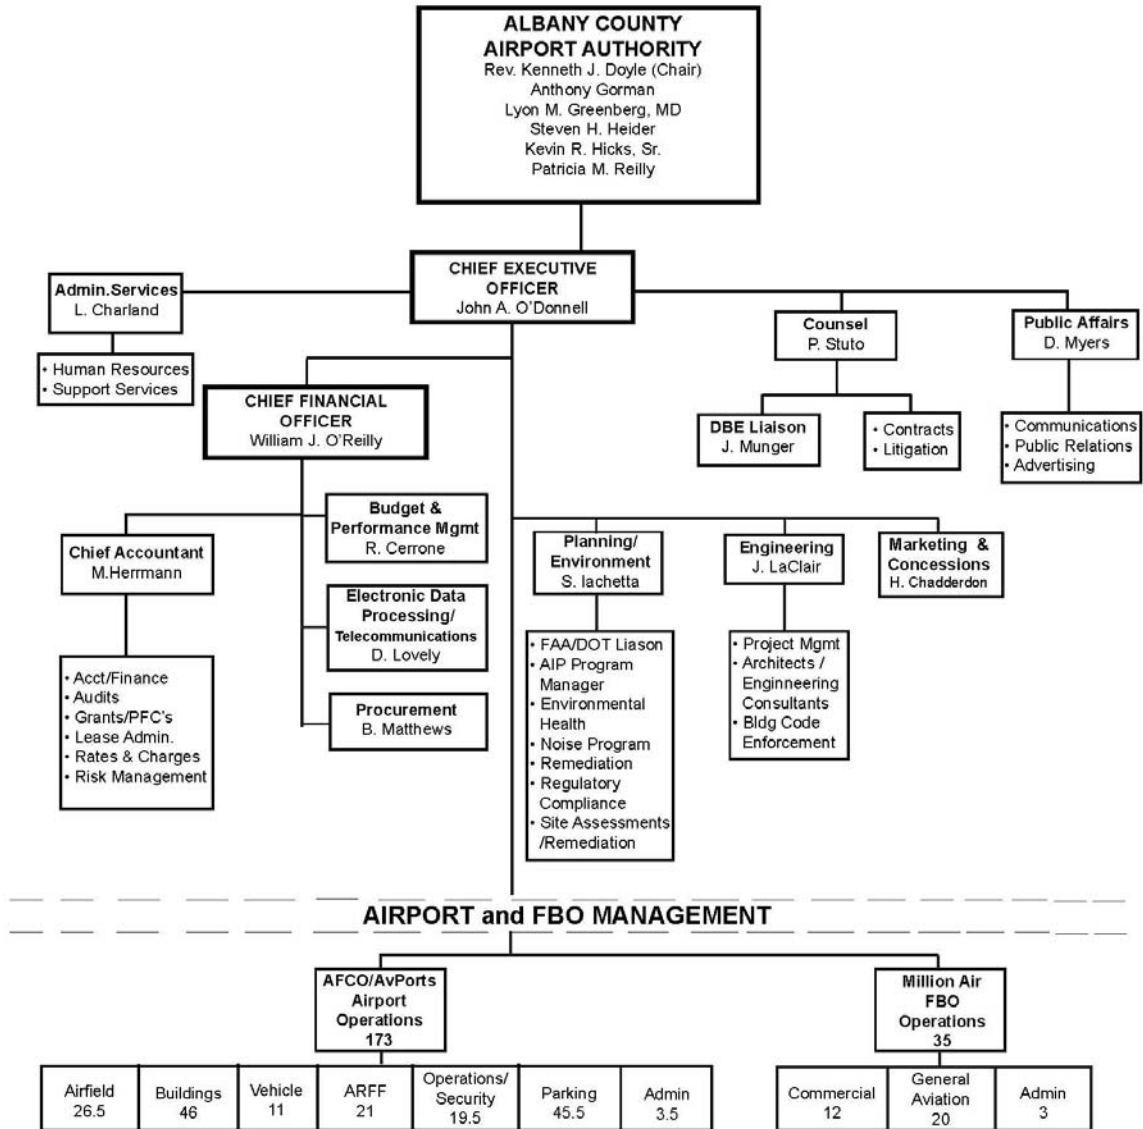 ALBANY COUNTY
AIRPORT AUTHORITY
Rev. Kenneth J. Doyle (Chair)
Anthony Gorman
Lyon M. Greenberg, MD
Steven H. Heider
Kevin R. Hicks, Sr.
Patricia M. Reilly
CHIEF EXECUTIVE
OFFICER
John A. O'Donnell
Admin.Services
L. Charland
• Human Resources
• Support Services
Counsel
P. Stuto
Public Affairs
D. Myers
DBE Liaison
J. Munger
• Contracts
• Litigation
• Communications
• Public Relations
• Advertising
CHIEF FINANCIAL
OFFICER
William J. O'Reilly
Chief Accountant
M.Herrmann
• Acct/Finance
• Audits
• Grants/PFC's
• Lease Admin.
• Rates & Charges
• Risk Management
Budget &
Performance Mgmt
R. Cerrone
Electronic Data
Processing/
Telecommunications
D. Lovely
Procurement
B. Matthews
Planning/
Environment
S. Iachetta
• FAA/DOT Liason
• AIP Program
Manager
• Environmental
Health
• Noise Program
• Remediation
• Regulatory
Compliance
• Site Assessments
/Remediation
Engineering
J. LaClair
• Project Mgmt
• Architects /
Enginneering
Consultants
• Bldg Code
Enforcement
Marketing &
Concessions
H. Chadderdon
AIRPORT and FBO MANAGEMENT
AFCO/AvPorts
Airport
Operations
173
Airfield
26.5
Buildings
46
Vehicle
11
ARFF
21
Operations/
Security
19.5
Parking
45.5
Admin
3.5
Million Air
FBO
Operations
35
Commercial
12
General
Aviation
20
Admin
3